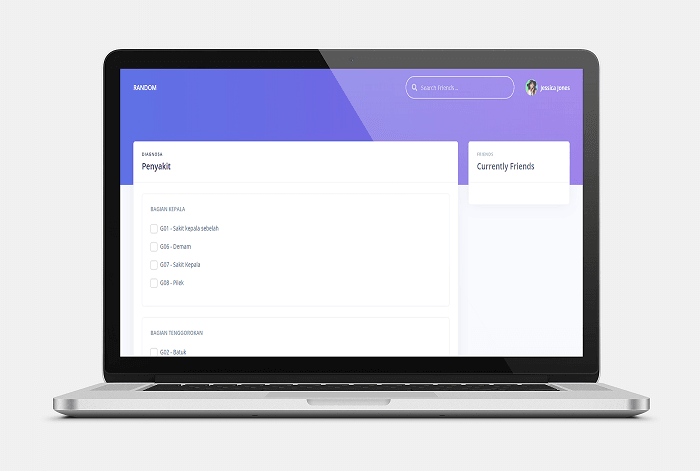 RANDOM
Search Friends...
Jessica Jones
DIAGNOSA
Penyakit
BAGIAN KEPALA
G01 - Sakit kepala sebelah
G06 - Demam
G07 - Sakit Kepala
G08 - Pilek
BAGIAN TENGGOROKAN
G02 - Batuk
FRIENDS
Currently Friends